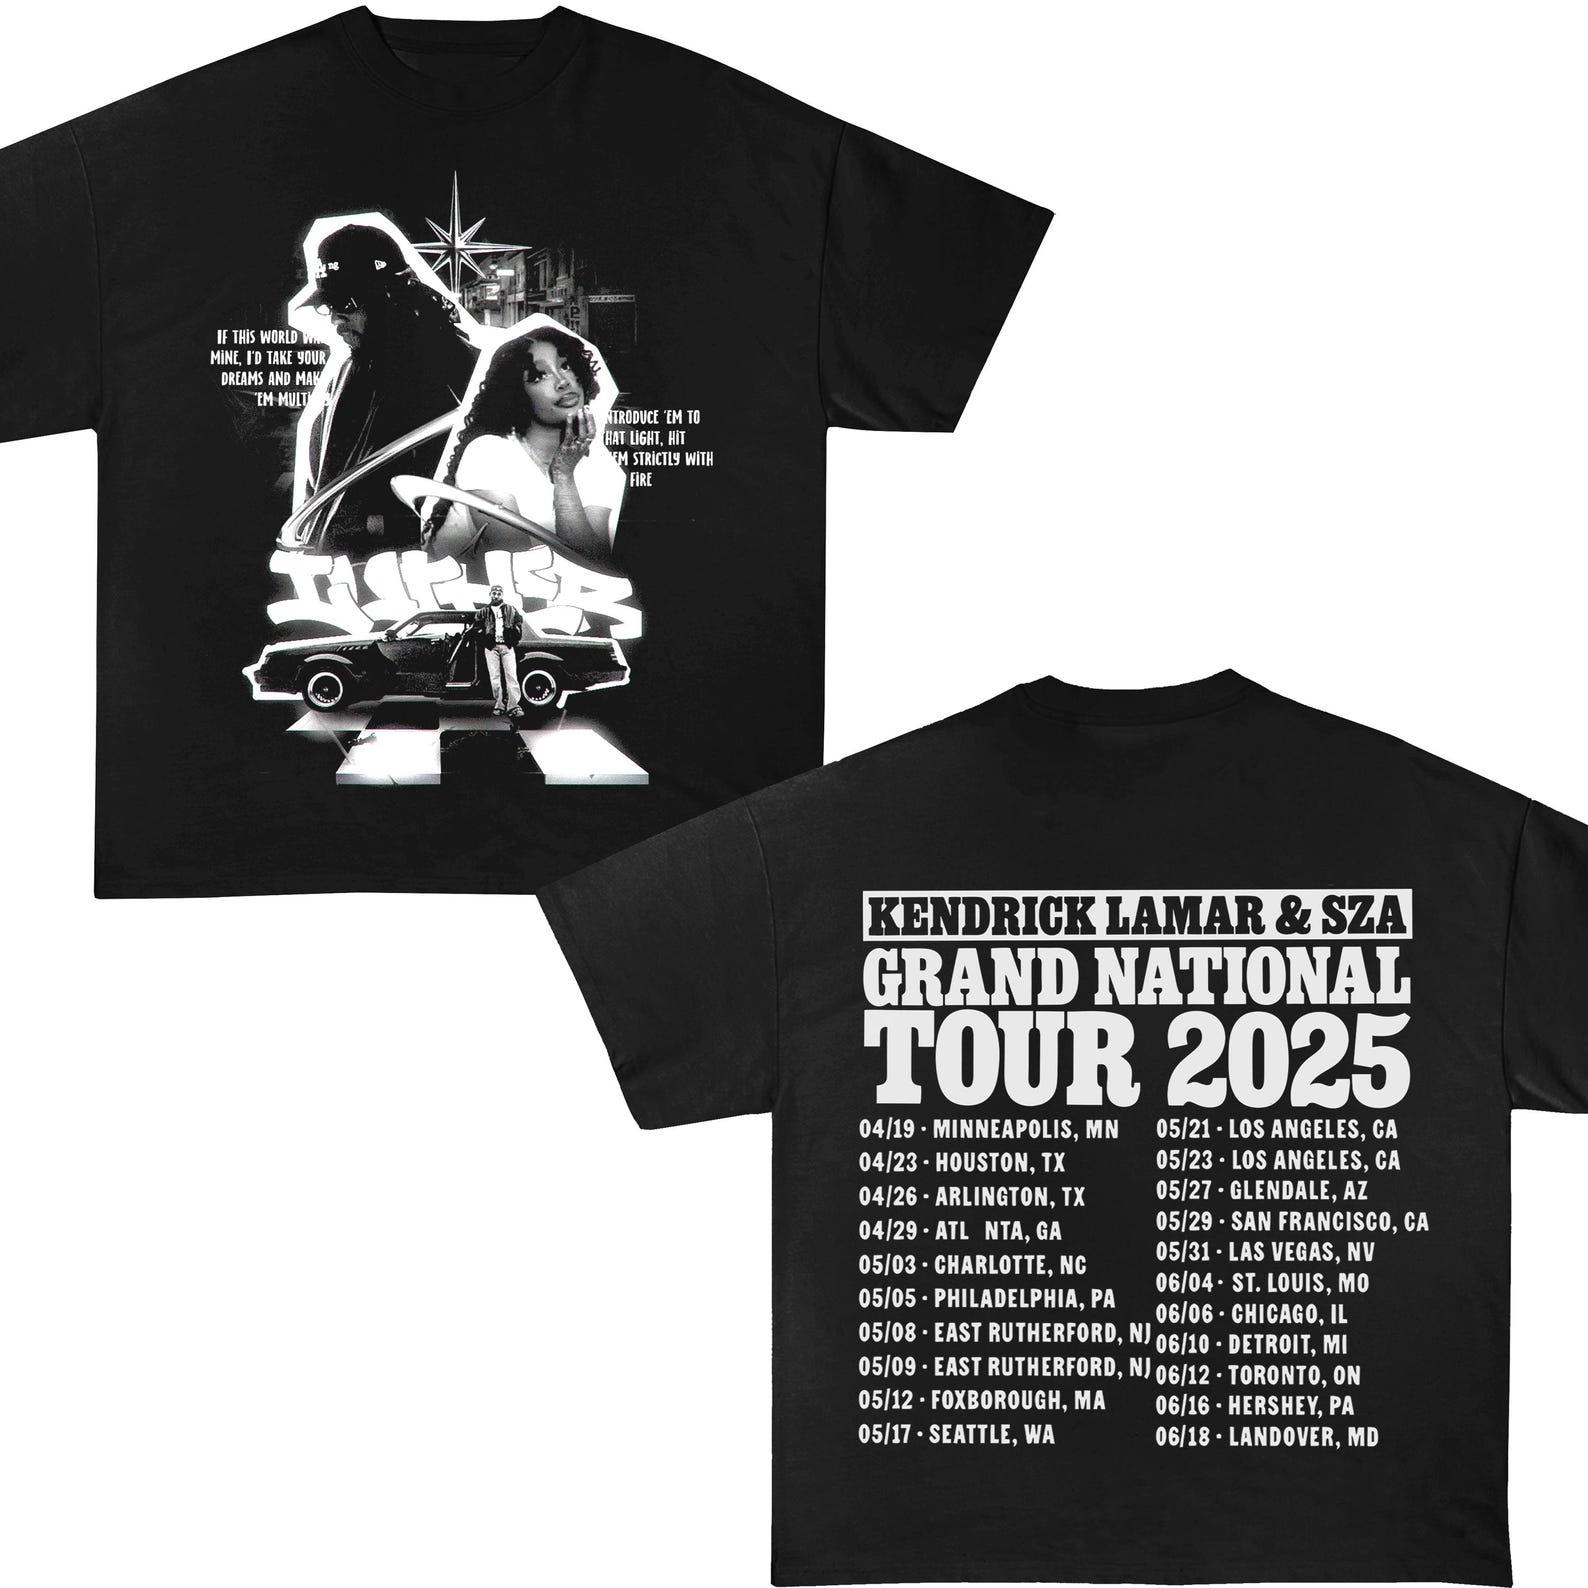 IF THIS WORLD
MINE, I'D TAKE YOUR
DREAMS AND MAK
'EM MULTI
NTRODUCE 'EM TO
HAT LIGHT, HIT
'EM STRICTLY WITH
FIRE
KENDRICK LAMAR & SZA
GRAND NATIONAL
TOUR 2025
04/19 · MINNEAPOLIS, MN
04/23 · HOUSTON, TX
04/26 · ARLINGTON, TX
04/29 · ATL NTA, GA
05/03 · CHARLOTTE, NC
05/05 · PHILADELPHIA, PA
05/08 · EAST RUTHERFORD, NJ
05/09 · EAST RUTHERFORD, NJ
05/12 · FOXBOROUGH, MA
05/17 · SEATTLE, WA
05/21 · LOS ANGELES, CA
05/23 · LOS ANGELES, CA
05/27 · GLENDALE, AZ
05/29 · SAN FRANCISCO, CA
05/31 · LAS VEGAS, NV
06/04 · ST. LOUIS, MO
06/06 · CHICAGO, IL
06/10 · DETROIT, MI
06/12 · TORONTO, ON
06/16 · HERSHEY, PA
06/18 · LANDOVER, MD